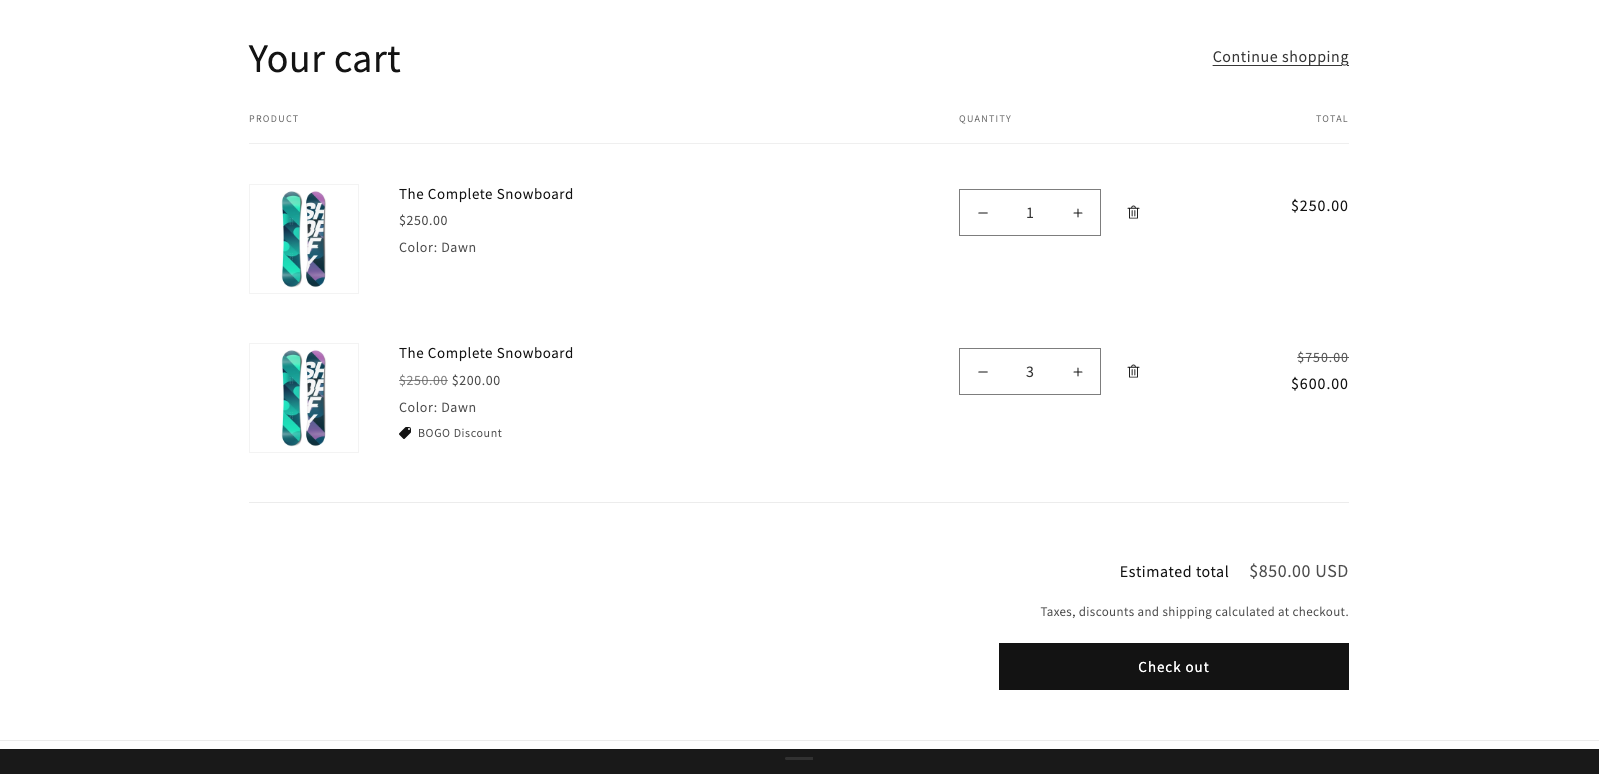 Your cart
Continue shopping
PRODUCT QUANTITY TOTAL
The Complete Snowboard
$250.00
Color: Dawn
1
$250.00
The Complete Snowboard
$250.00 $200.00
Color: Dawn
BOGO Discount
3
$750.00
$600.00
Estimated total $850.00 USD
Taxes, discounts and shipping calculated at checkout.
Check out